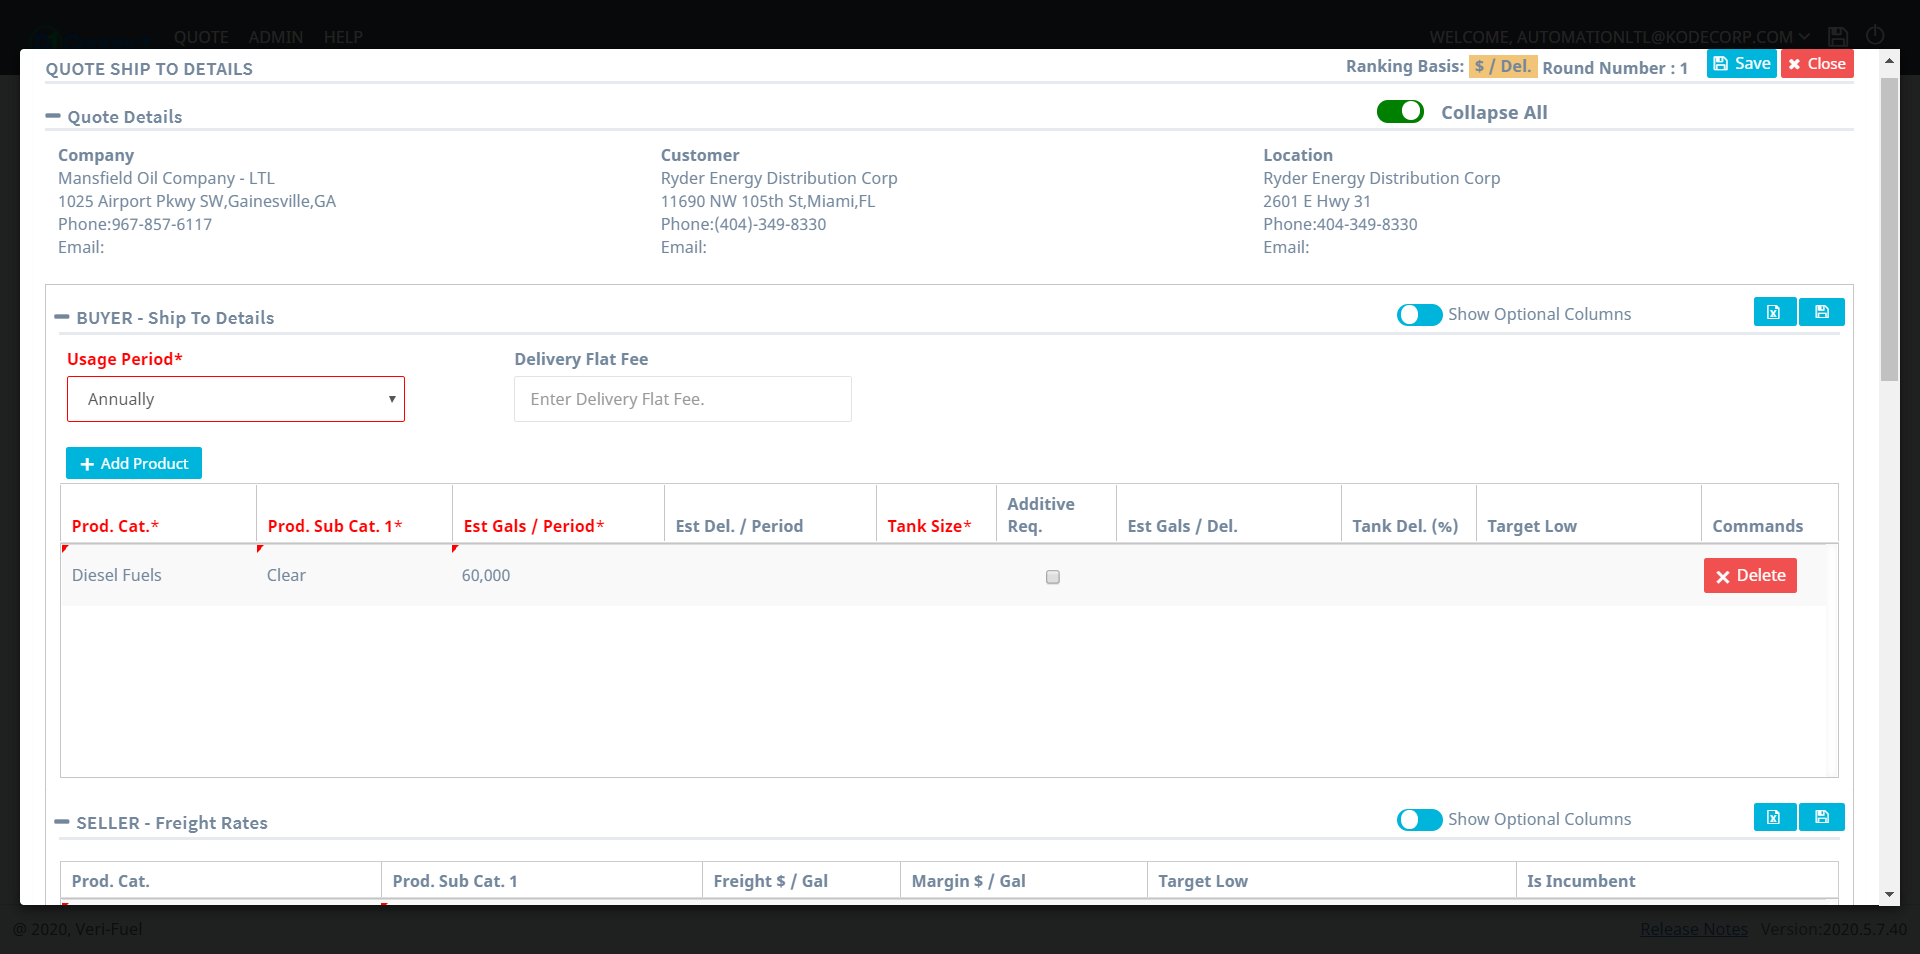 QUOTE ADMIN HELP WELCOME, AUTOMATIONLTL@KODECORP.COM
QUOTE SHIP TO DETAILS Ranking Basis: $ / Del. Round Number : 1 Save Close
Quote Details Collapse All
Company Customer Location
Mansfield Oil Company - LTL Ryder Energy Distribution Corp Ryder Energy Distribution Corp
1025 Airport Pkwy SW,Gainesville,GA 11690 NW 105th St,Miami,FL 2601 E Hwy 31
Phone:967-857-6117 Phone:(404)-349-8330 Phone:404-349-8330
Email: Email: Email:
BUYER - Ship To Details Show Optional Columns
Usage Period* Delivery Flat Fee
Annually Enter Delivery Flat Fee.
Add Product
Prod. Cat.* Prod. Sub Cat. 1* Est Gals / Period* Est Del. / Period Tank Size* Additive Req. Est Gals / Del. Tank Del. (%) Target Low Commands
Diesel Fuels Clear 60,000 Delete
SELLER - Freight Rates Show Optional Columns
Prod. Cat. Prod. Sub Cat. 1 Freight $ / Gal Margin $ / Gal Target Low Is Incumbent
@ 2020, Veri-Fuel Release Notes Version:2020.5.7.40